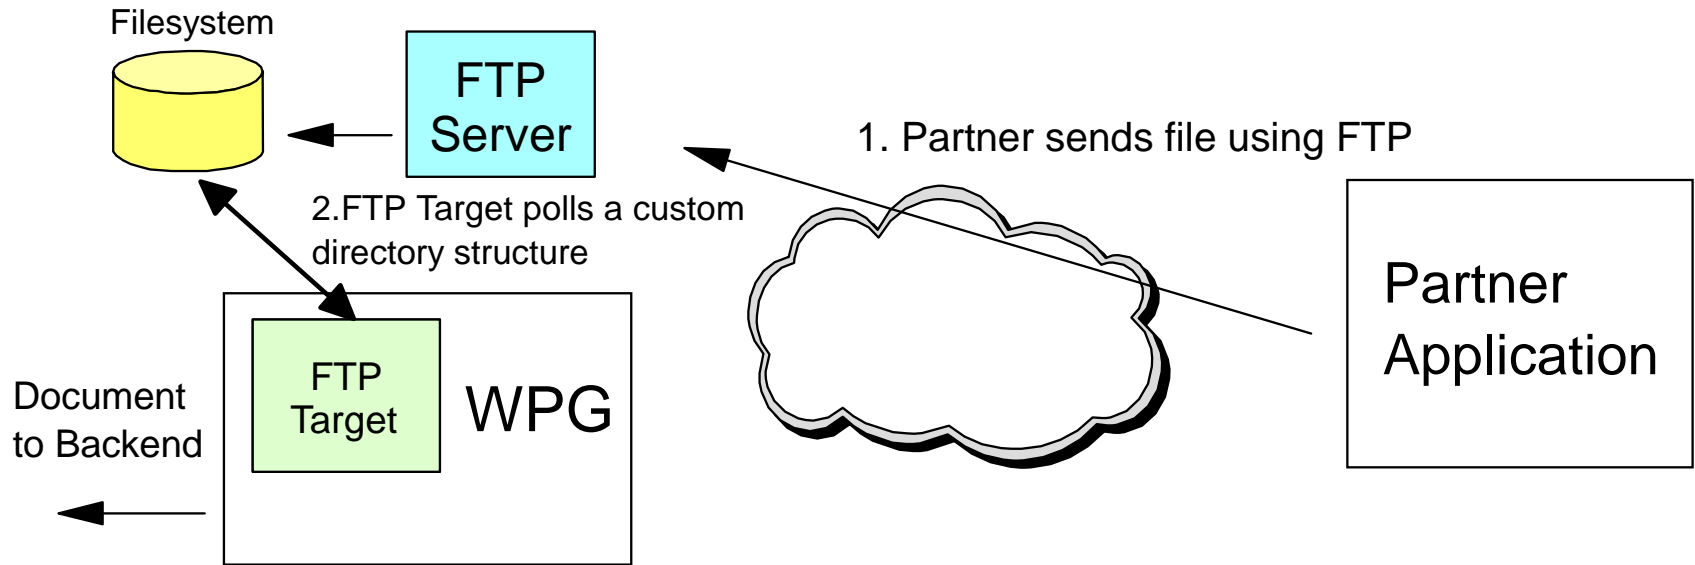 Filesystem
FTP
Server
1. Partner sends file using FTP
2.FTP Target polls a custom
directory structure
Partner
Application
FTP
Target
WPG
Document
to Backend